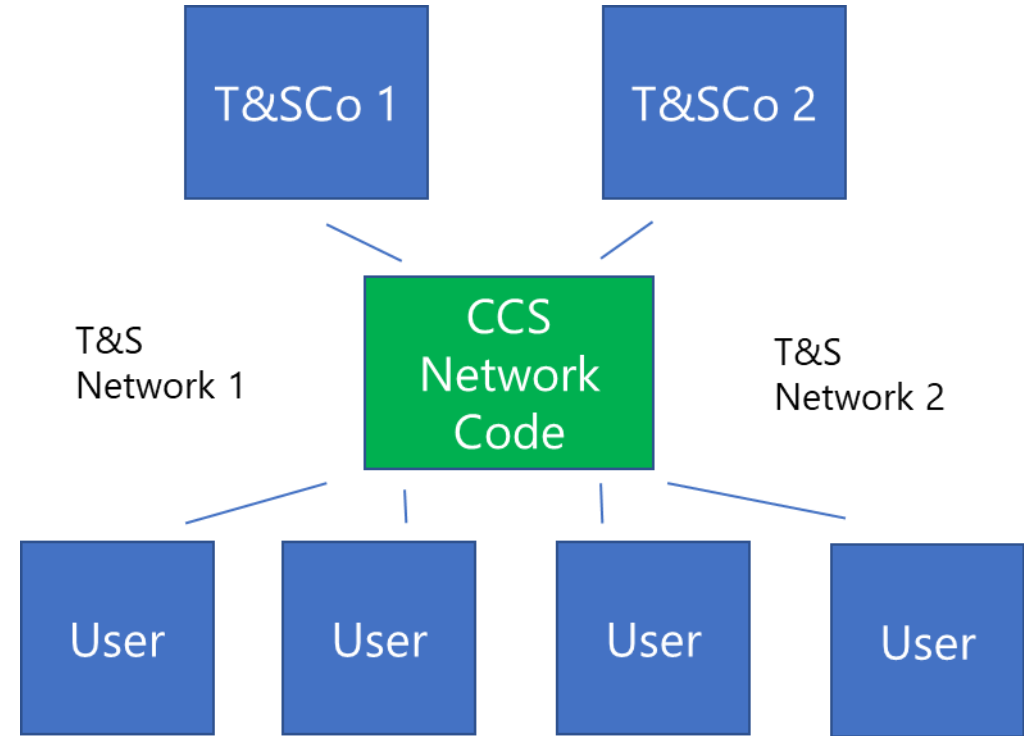 T&SCo 1
T&SCo 2
CCS
Network
Code
T&S
Network 1
T&S
Network 2
User
User
User
User